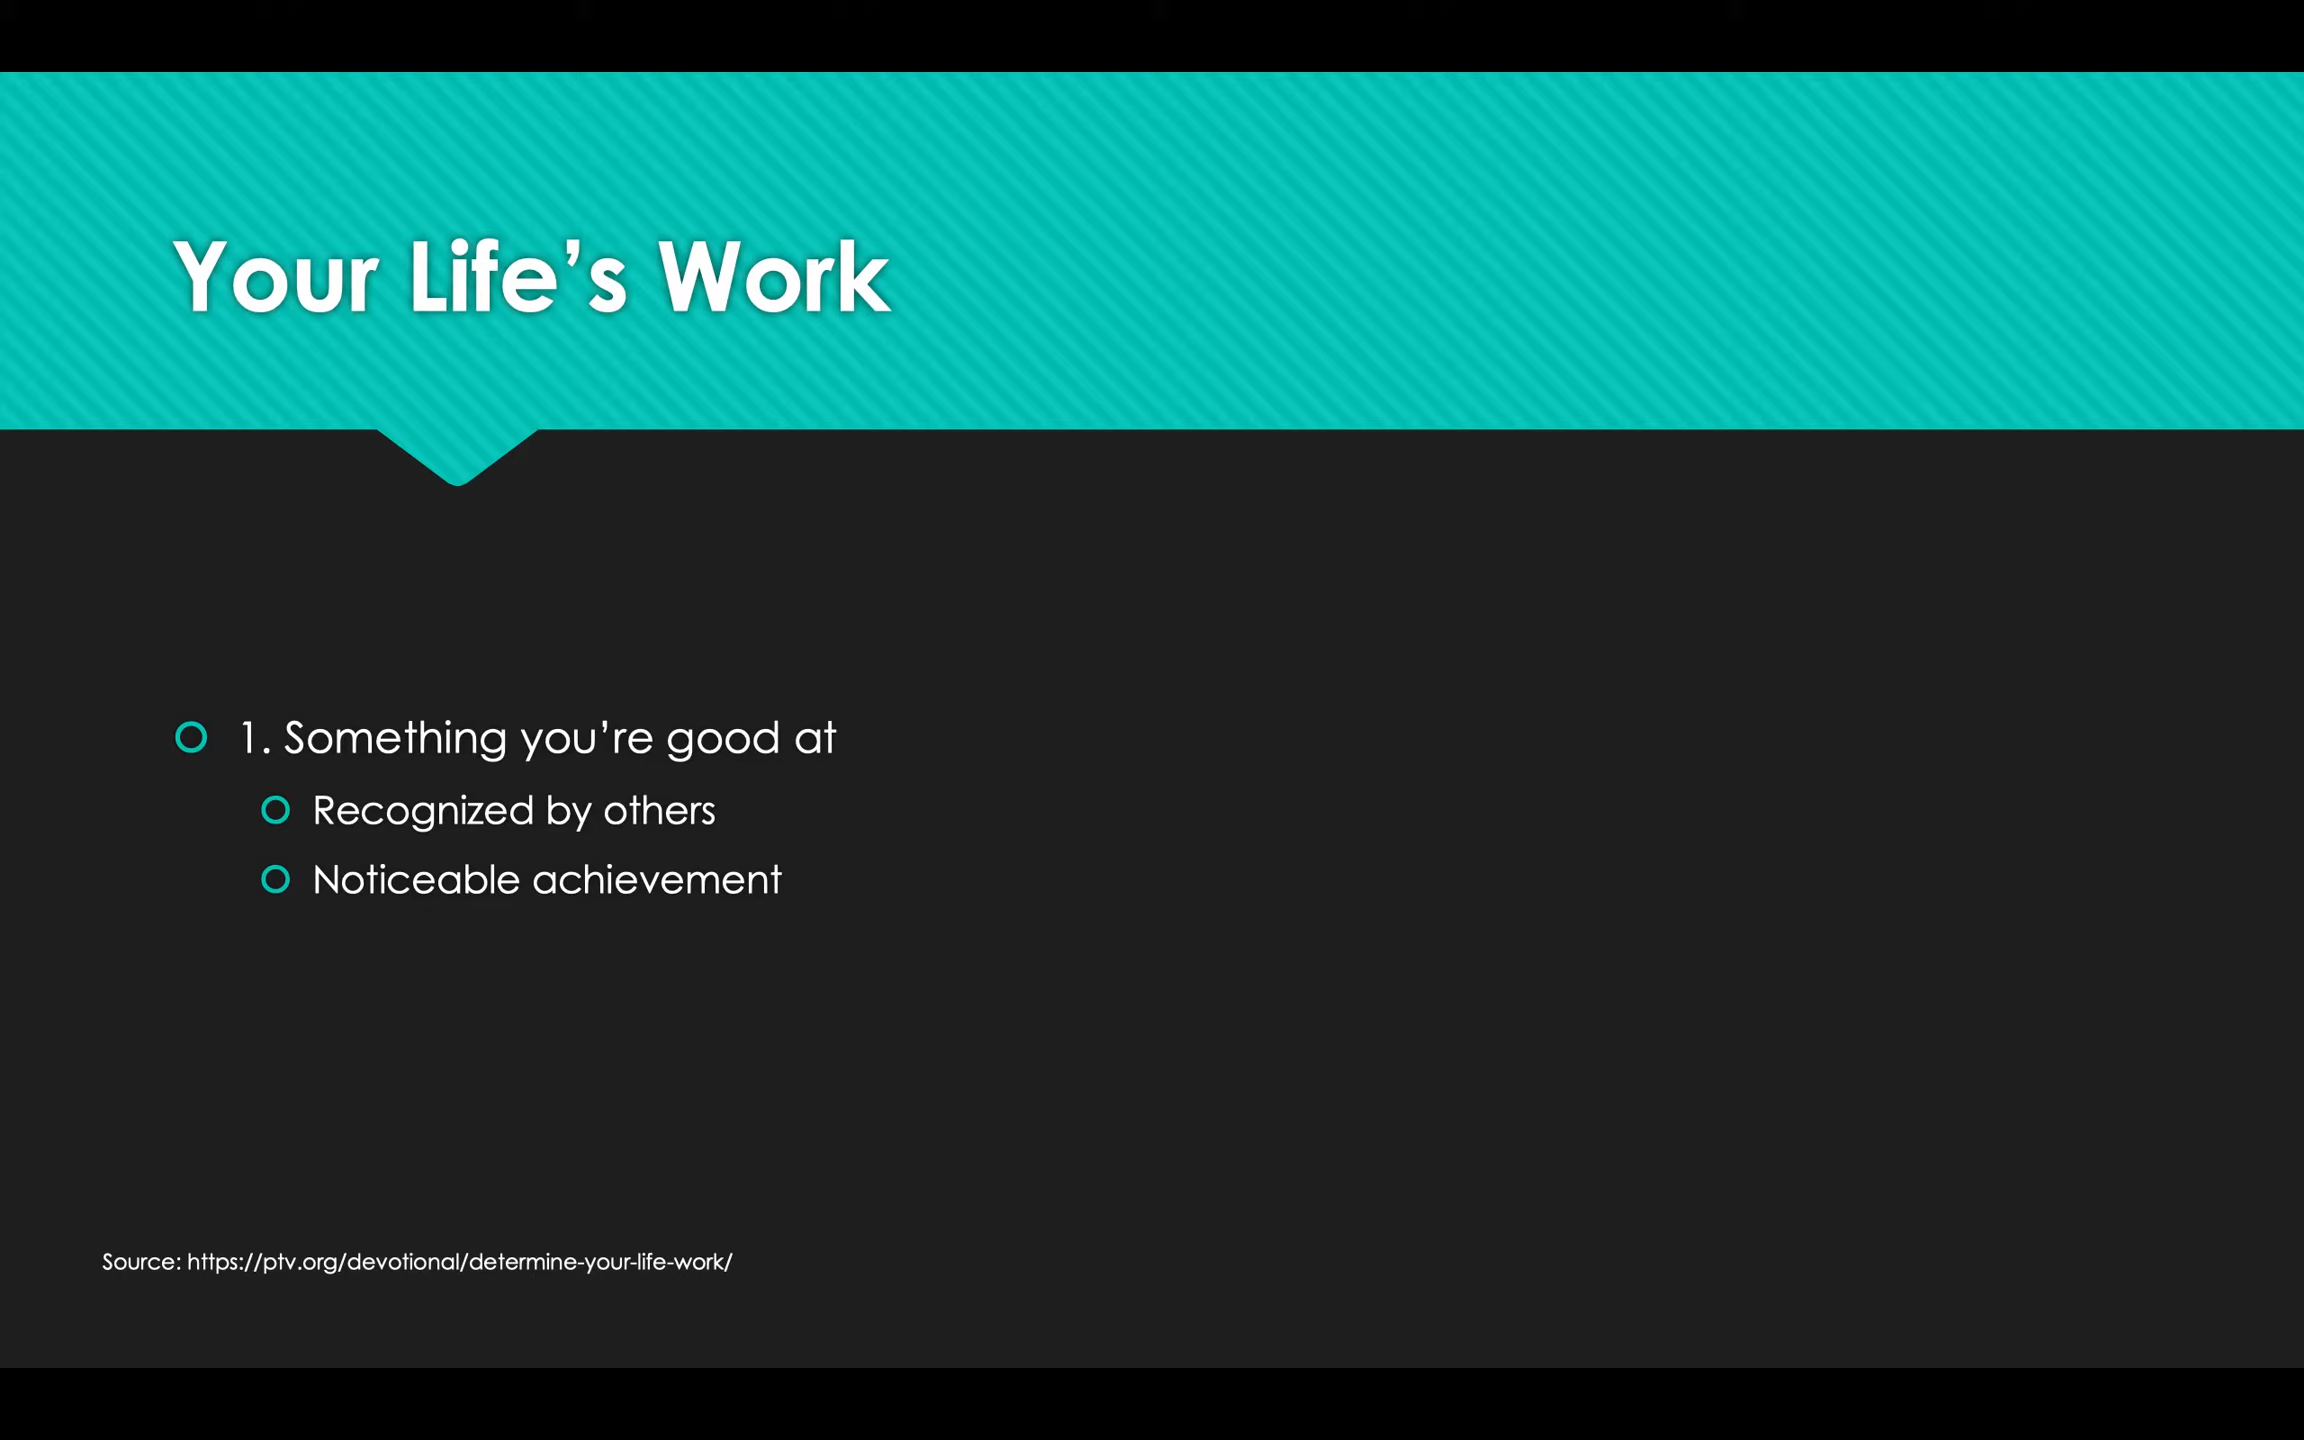 Your Life’s Work
1. Something you’re good at
Recognized by others
Noticeable achievement
Source: https://ptv.org/devotional/determine-your-life-work/